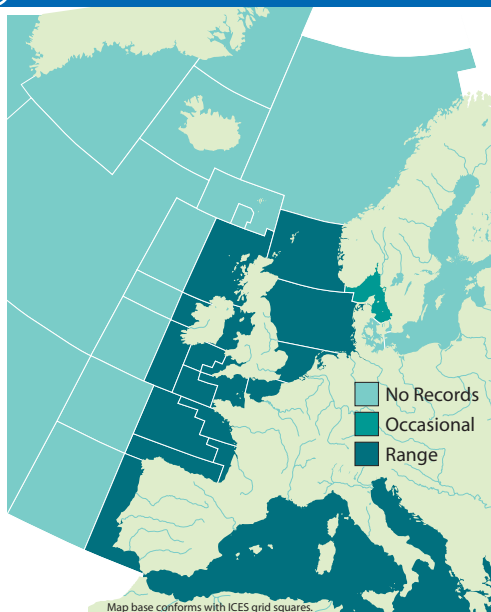 No Records
Occasional
Range
Map base conforms with ICES grid squares.